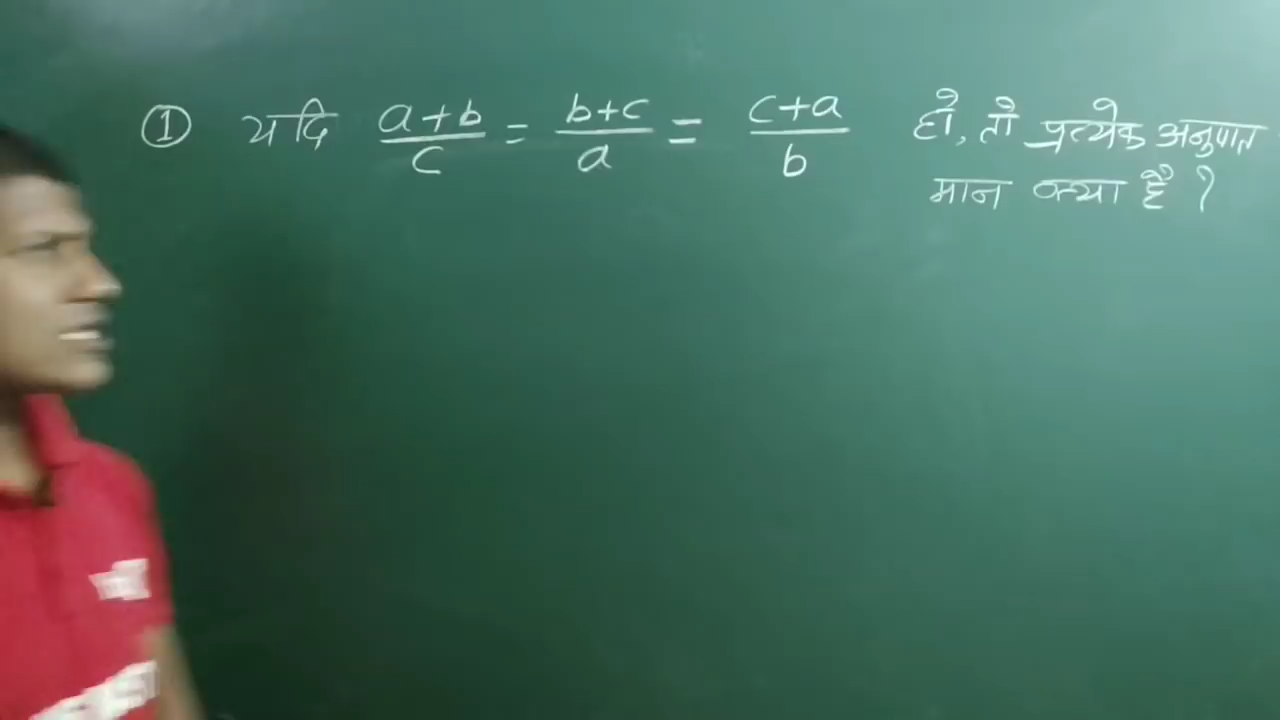 ① यदि a+b/c = b+c/a = c+a/b हो, तो प्रत्येक अनुपात
मान क्या है ?